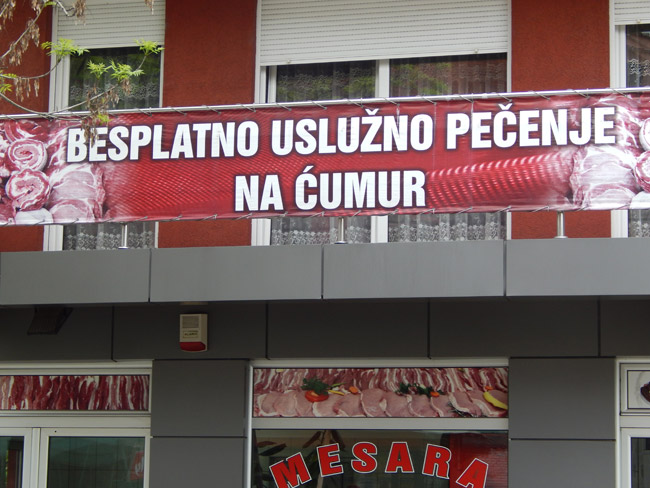 BESPLATNO USLUŽNO PEČENJE
NA ĆUMUR
MESARA